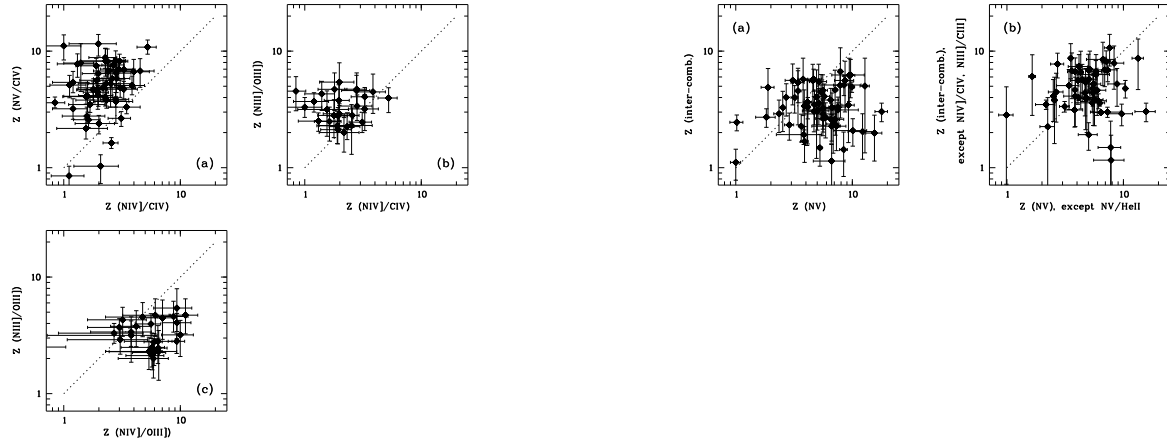 10
1
Z (NV/CIV)
(a)
1
10
Z (NIV]/CIV)
10
1
Z (NIII]/OIII])
(b)
1
10
Z (NIV]/CIV)
10
1
Z (NIII]/OIII])
(c)
1
10
Z (NIV]/OIII])
(a)
10
1
Z (inter-comb.)
1
10
Z (NV)
(b)
10
1
Z (inter-comb.),
except NIV]/CIV, NIII]/CIII]
1
10
Z (NV), except NV/HeII